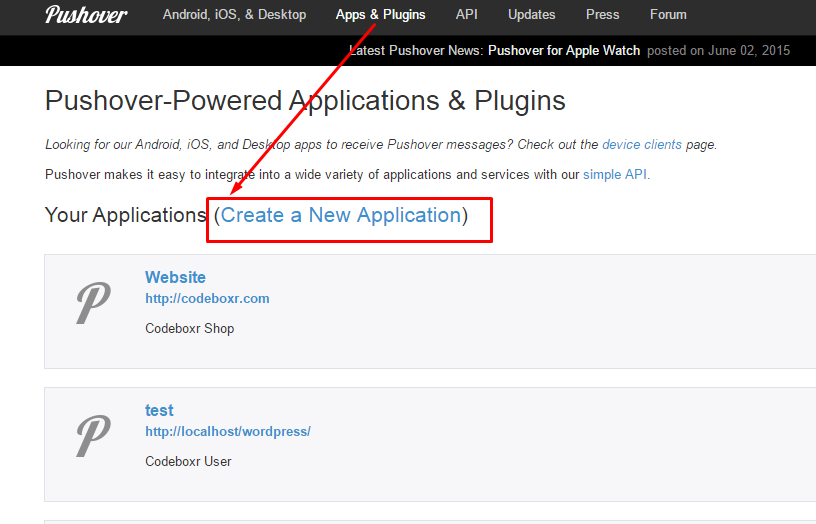 Pushover Android, iOS, & Desktop Apps & Plugins API Updates Press Forum
Latest Pushover News: Pushover for Apple Watch posted on June 02, 2015
Pushover-Powered Applications & Plugins
Looking for our Android, iOS, and Desktop apps to receive Pushover messages? Check out the device clients page.
Pushover makes it easy to integrate into a wide variety of applications and services with our simple API.
Your Applications (Create a New Application)
Website
http://codeboxr.com
Codeboxr Shop
test
http://localhost/wordpress/
Codeboxr User